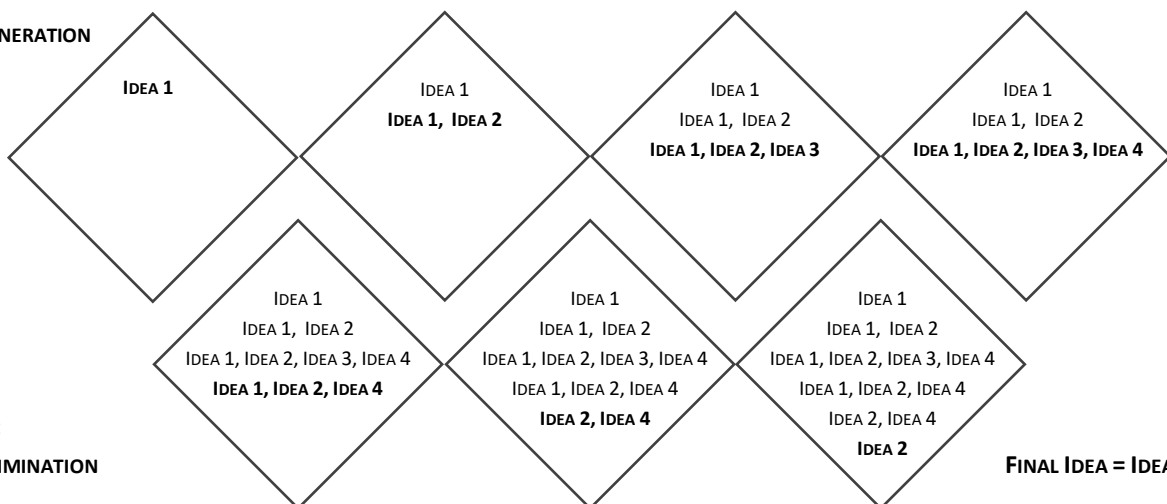 NERATION
IDEA 1
IDEA 1
IDEA 1, IDEA 2
IDEA 1
IDEA 1, IDEA 2
IDEA 1, IDEA 2, IDEA 3
IDEA 1
IDEA 1, IDEA 2
IDEA 1, IDEA 2, IDEA 3, IDEA 4
IDEA 1
IDEA 1, IDEA 2
IDEA 1, IDEA 2, IDEA 3, IDEA 4
IDEA 1, IDEA 2, IDEA 4
IDEA 1
IDEA 1, IDEA 2
IDEA 1, IDEA 2, IDEA 3, IDEA 4
IDEA 1, IDEA 2, IDEA 4
IDEA 2, IDEA 4
IDEA 1
IDEA 1, IDEA 2
IDEA 1, IDEA 2, IDEA 3, IDEA 4
IDEA 1, IDEA 2, IDEA 4
IDEA 2, IDEA 4
IDEA 2
IMINATION
FINAL IDEA = IDEA